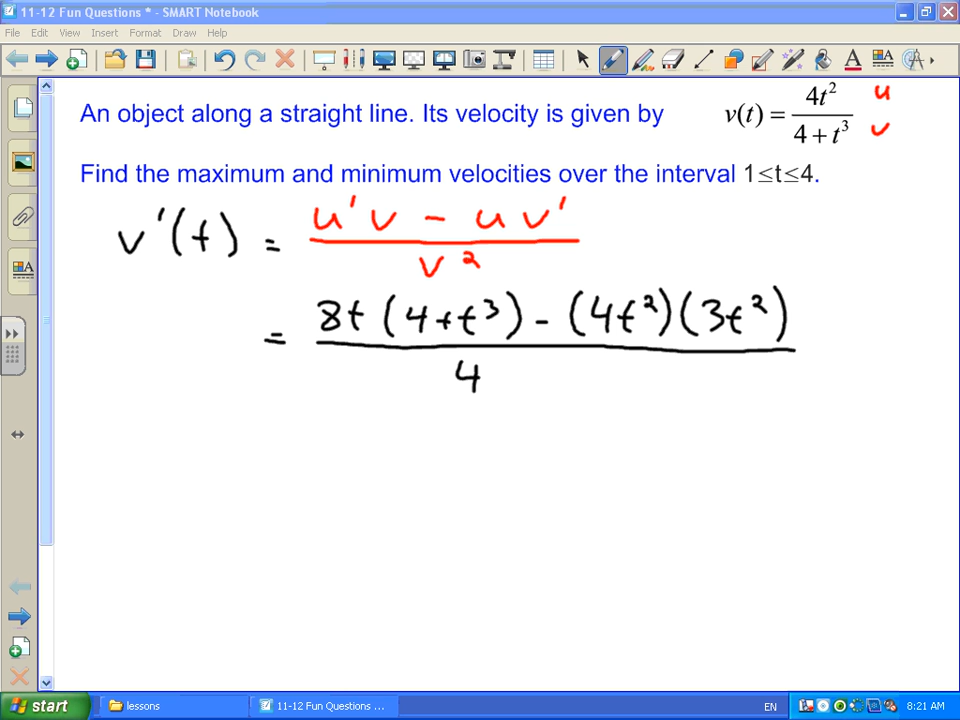 11-12 Fun Questions * - SMART Notebook
File Edit View Insert Format Draw Help
An object along a straight line. Its velocity is given by v(t) = 4t² / (4 + t³) u v
Find the maximum and minimum velocities over the interval 1≤t≤4.
v'(t) = (u'v - uv') / v²
= (8t(4+t³) - (4t²)(3t²)) / 4
start lessons 11-12 Fun Questions ... EN 8:21 AM